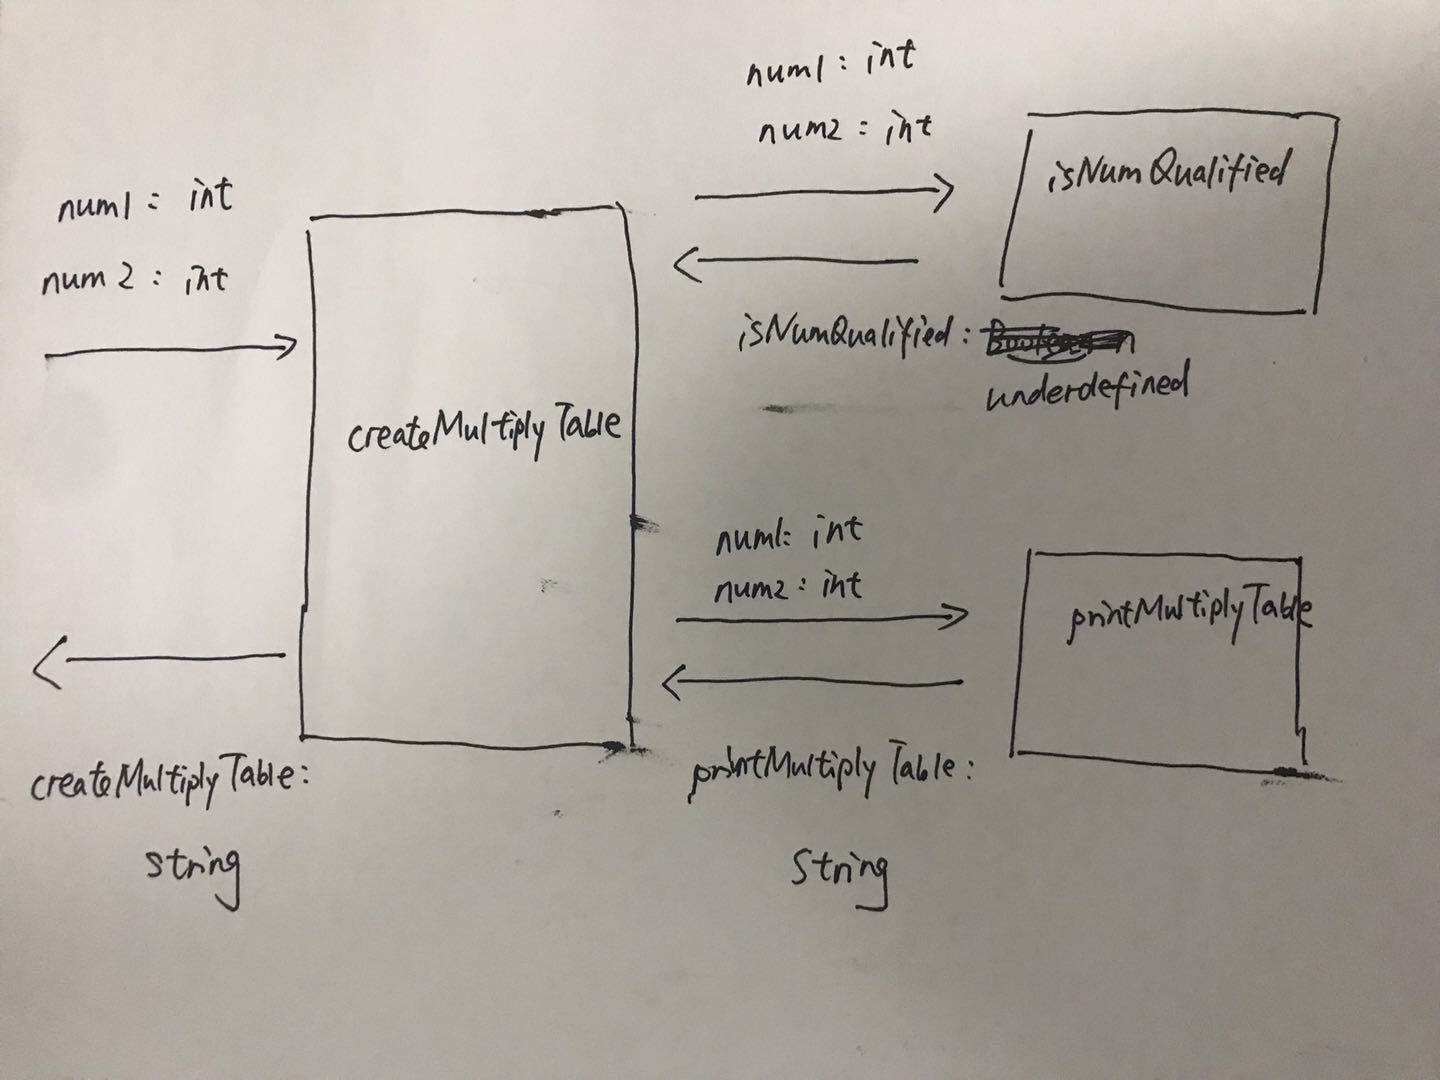 num1 : int
num2 : int
createMultiplyTable
createMultiplyTable :
string
num1 : int
num2 : int
isNumQualified
isNumQualified :
underdefined
num1: int
num2 : int
printMultiplyTable
printMultiplyTable :
String